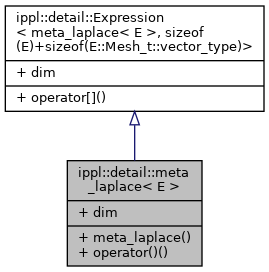 ippl::detail::Expression
< meta_laplace< E >, sizeof
(E)+sizeof(E::Mesh_t::vector_type)>
+ dim
+ operator[]()
ippl::detail::meta
_laplace< E >
+ dim
+ meta_laplace()
+ operator()()